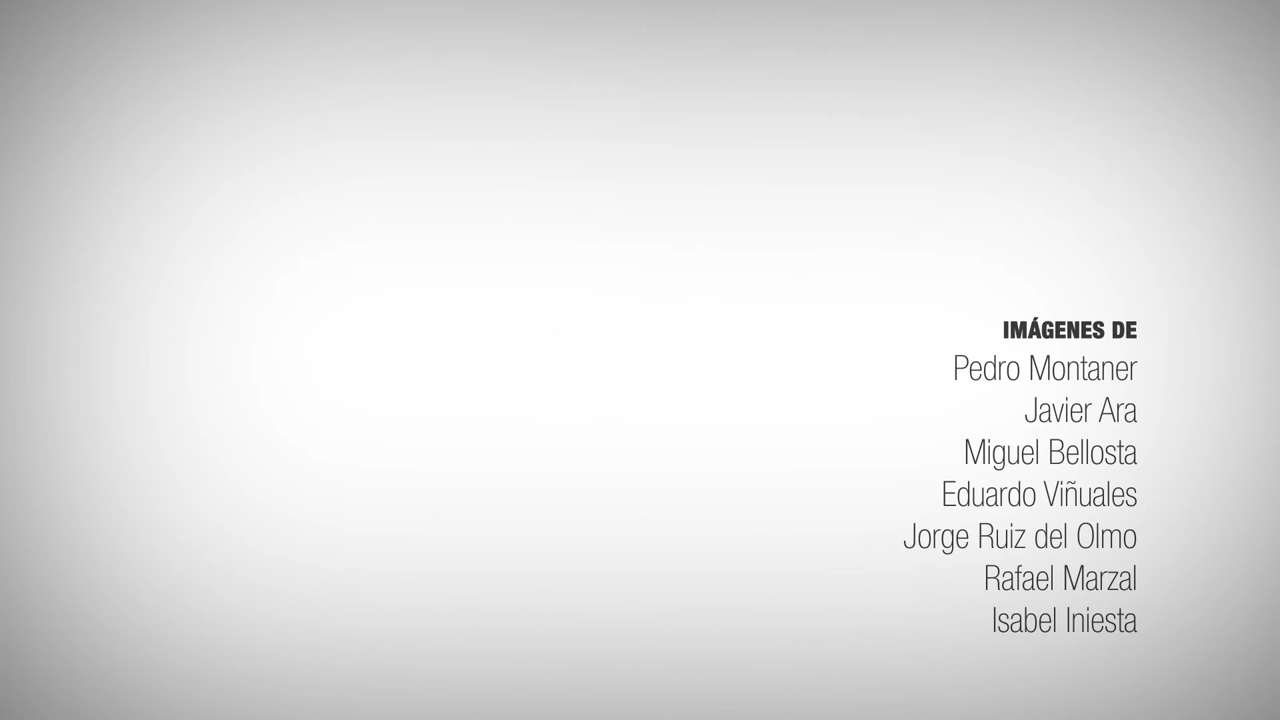 IMÁGENES DE
Pedro Montaner
Javier Ara
Miguel Bellosta
Eduardo Viñuales
Jorge Ruiz del Olmo
Rafael Marzal
Isabel Iniesta